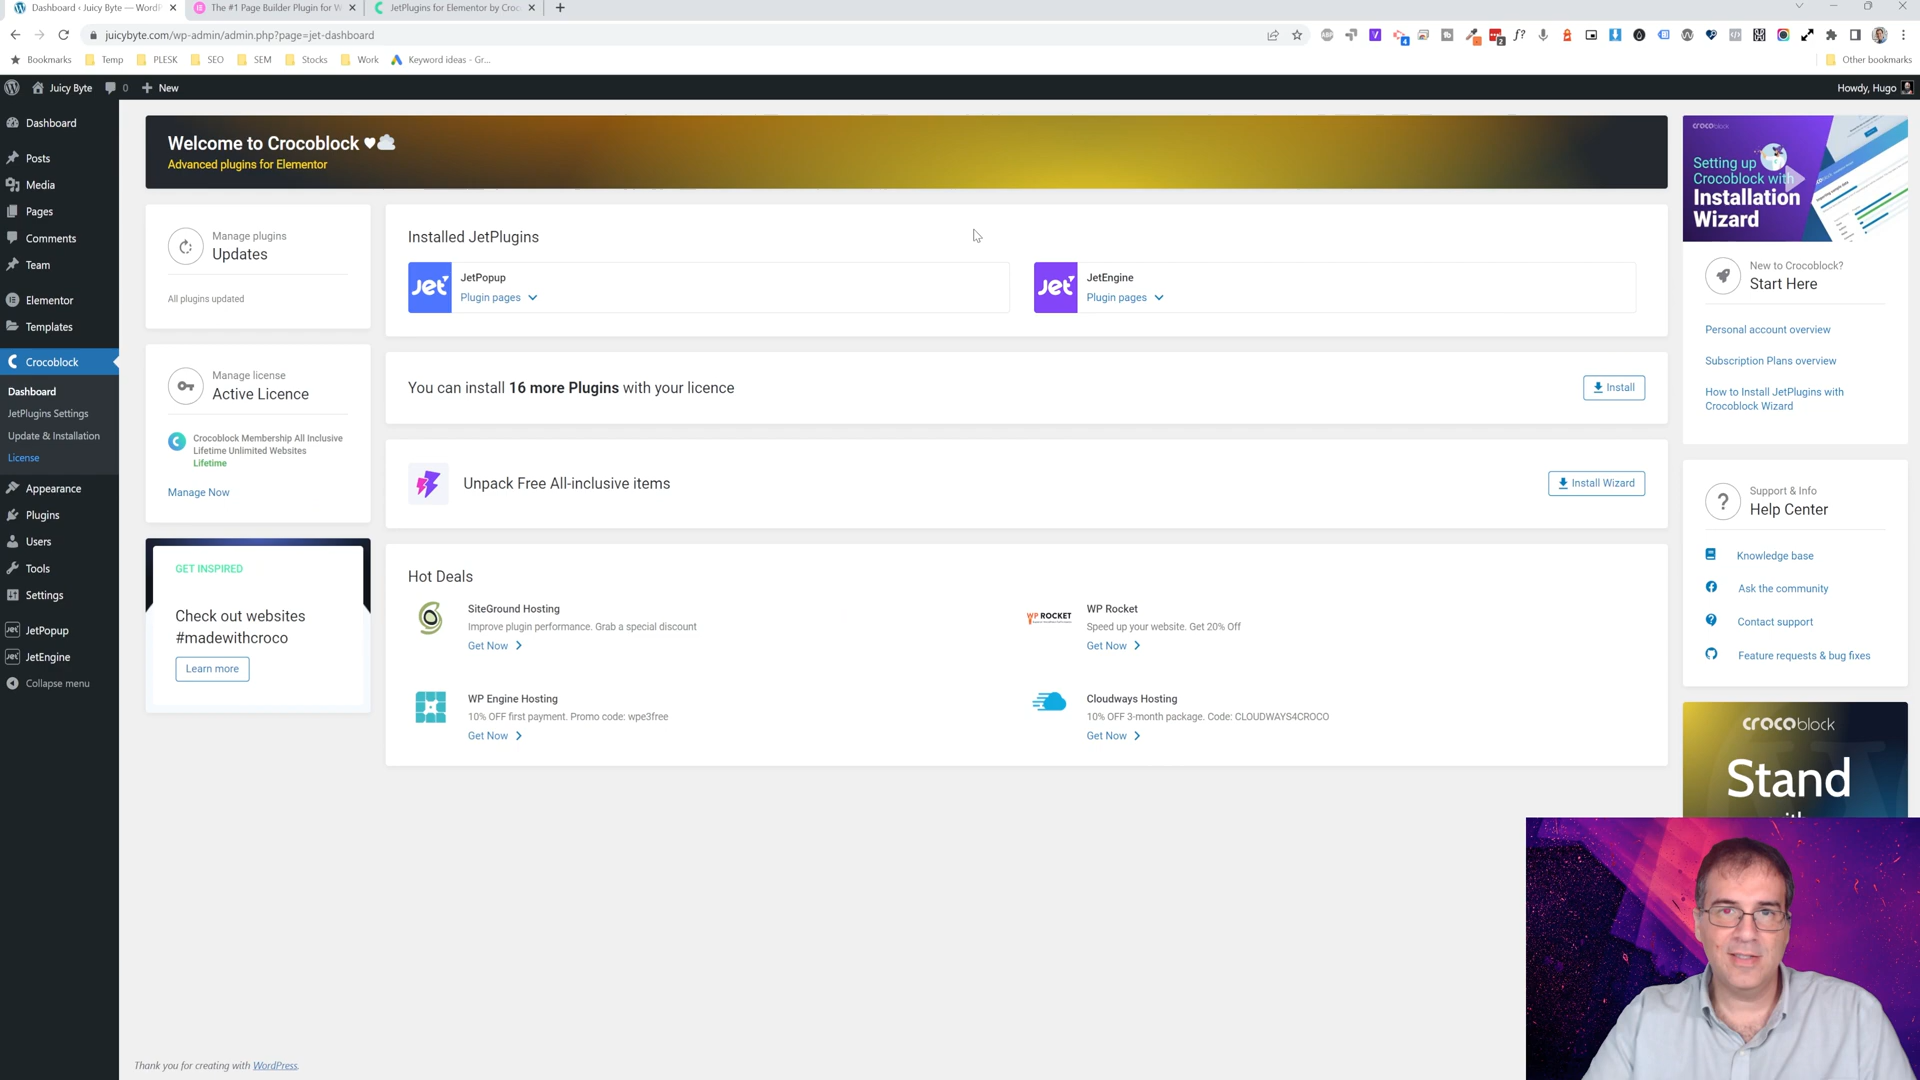 Dashboard ‹ Juicy Byte — WordP
The #1 Page Builder Plugin for W
JetPlugins for Elementor by Croc
juicybyte.com/wp-admin/admin.php?page=jet-dashboard
Bookmarks
Temp
PLESK
SEO
SEM
Stocks
Work
Keyword ideas - Gr...
Other bookmarks
Juicy Byte
0
New
Howdy, Hugo
Dashboard
Posts
Media
Pages
Comments
Team
Elementor
Templates
Crocoblock
Dashboard
JetPlugins Settings
Update & Installation
License
Appearance
Plugins
Users
Tools
Settings
JetPopup
JetEngine
Collapse menu
Welcome to Crocoblock
Advanced plugins for Elementor
Manage plugins
Updates
All plugins updated
Manage license
Active Licence
Crocoblock Membership All Inclusive
Lifetime Unlimited Websites
Lifetime
Manage Now
GET INSPIRED
Check out websites
#madewithcroco
Learn more
Installed JetPlugins
Jet
JetPopup
Plugin pages
Jet
JetEngine
Plugin pages
You can install 16 more Plugins with your licence
Install
Unpack Free All-inclusive items
Install Wizard
Hot Deals
SiteGround Hosting
Improve plugin performance. Grab a special discount
Get Now
WP ROCKET
WP Rocket
Speed up your website. Get 20% Off
Get Now
WP Engine Hosting
10% OFF first payment. Promo code: wpe3free
Get Now
Cloudways Hosting
10% OFF 3-month package. Code: CLOUDWAYS4CROCO
Get Now
crocoblock
Setting up
Crocoblock with
Installation
Wizard
New to Crocoblock?
Start Here
Personal account overview
Subscription Plans overview
How to Install JetPlugins with
Crocoblock Wizard
Support & Info
Help Center
Knowledge base
Ask the community
Contact support
Feature requests & bug fixes
crocoblock
Stand
Thank you for creating with WordPress.